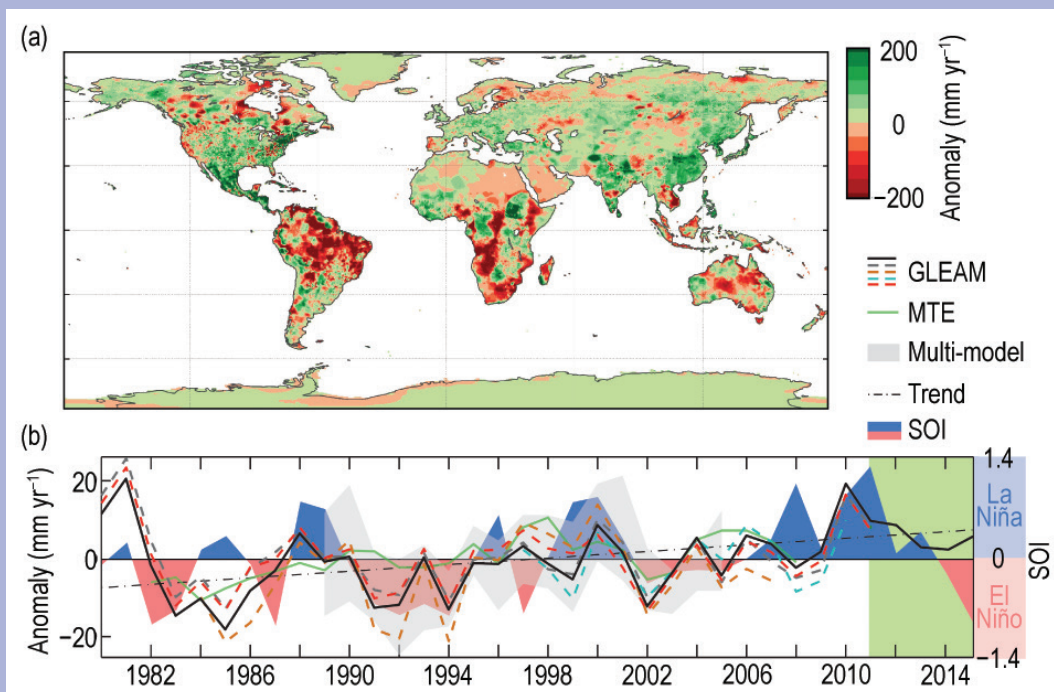 (a)
200
0
−200
Anomaly (mm yr⁻¹)
GLEAM
MTE
Multi-model
Trend
SOI
(b)
20
0
−20
Anomaly (mm yr⁻¹)
1.4
La
Niña
0
El
Niño
−1.4
SOI
1982 1986 1990 1994 1998 2002 2006 2010 2014